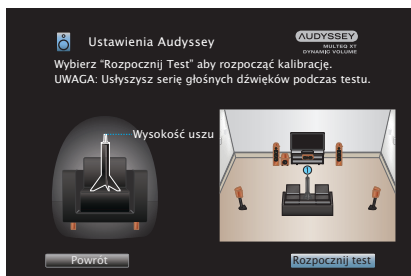 Ustawienia Audyssey
AUDYSSEY
MULTEQ XT
DYNAMIC VOLUME
Wybierz “Rozpocznij Test” aby rozpocząć kalibrację.
UWAGA: Usłyszysz serię głośnych dźwięków podczas testu.
Wysokość uszu
1
Powrót
Rozpocznij test